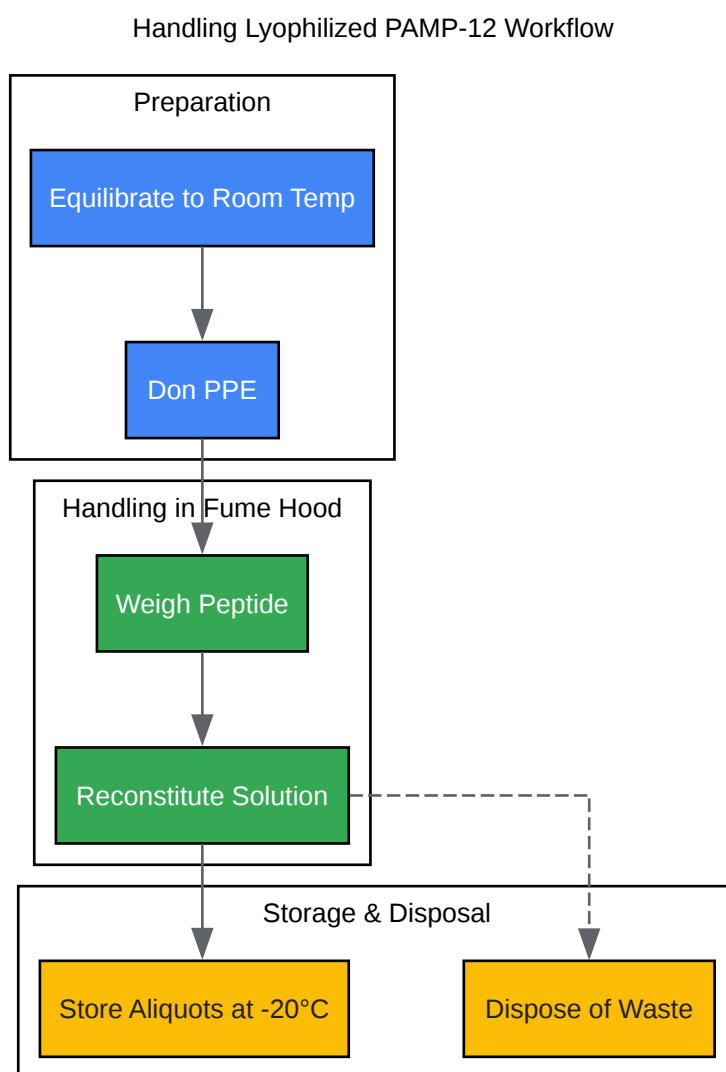 Handling Lyophilized PAMP-12 Workflow
Preparation
Equilibrate to Room Temp
Don PPE
Handling in Fume Hood
Weigh Peptide
Reconstitute Solution
Storage & Disposal
Store Aliquots at -20°C
Dispose of Waste